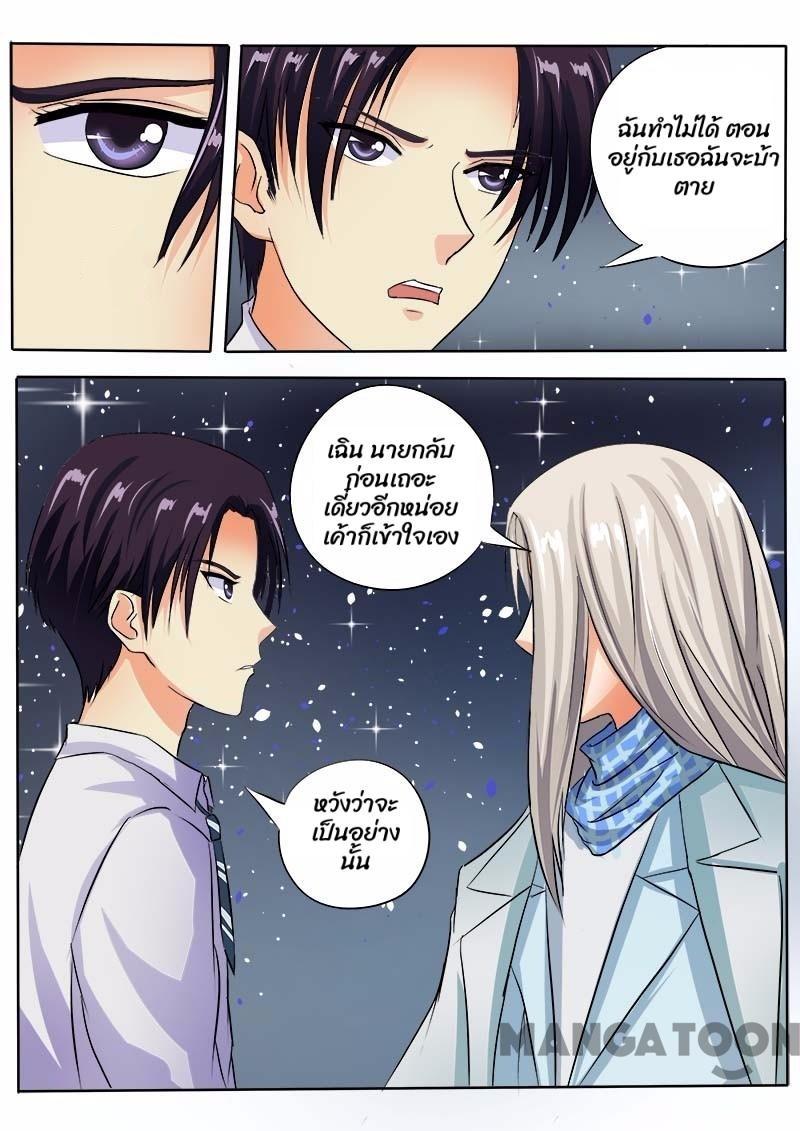 ฉันทำไม่ได้ ตอน
อยู่กับเธอฉันจะบ้า
ตาย
เฉิน นายกลับ
ก่อนเถอะ
เดี๋ยวอีกหน่อย
เค้าก็เข้าใจเอง
หวังว่าจะ
เป็นอย่าง
นั้น
MANGATOON